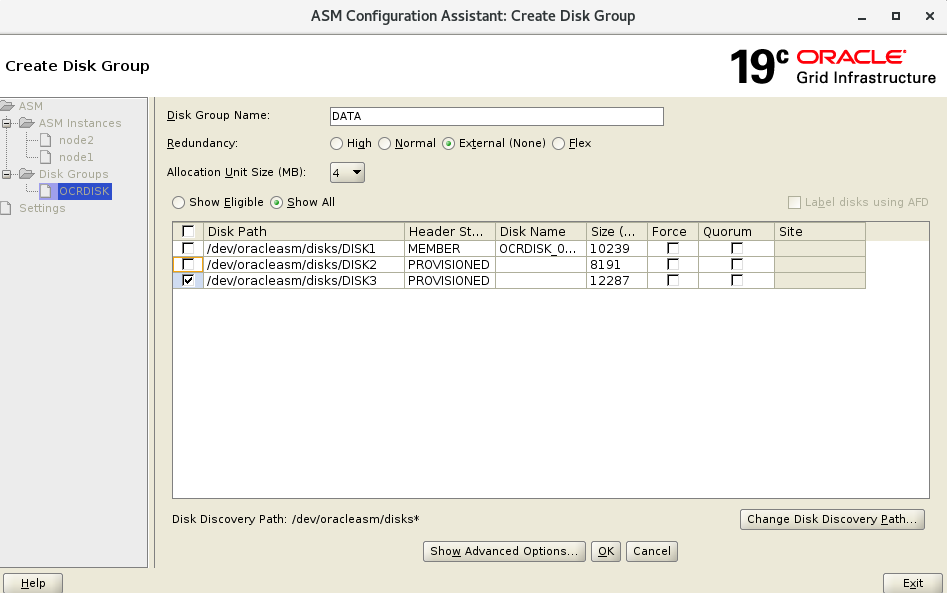 ASM Configuration Assistant: Create Disk Group
Create Disk Group
19c ORACLE
Grid Infrastructure
ASM
ASM Instances
node2
node1
Disk Groups
OCRDISK
Settings
Disk Group Name: DATA
Redundancy: High Normal External (None) Flex
Allocation Unit Size (MB): 4
Show Eligible Show All Label disks using AFD
Disk Path Header St... Disk Name Size (... Force Quorum Site
/dev/oracleasm/disks/DISK1 MEMBER OCRDISK_0... 10239
/dev/oracleasm/disks/DISK2 PROVISIONED 8191
/dev/oracleasm/disks/DISK3 PROVISIONED 12287
Disk Discovery Path: /dev/oracleasm/disks* Change Disk Discovery Path...
Show Advanced Options... OK Cancel
Help Exit